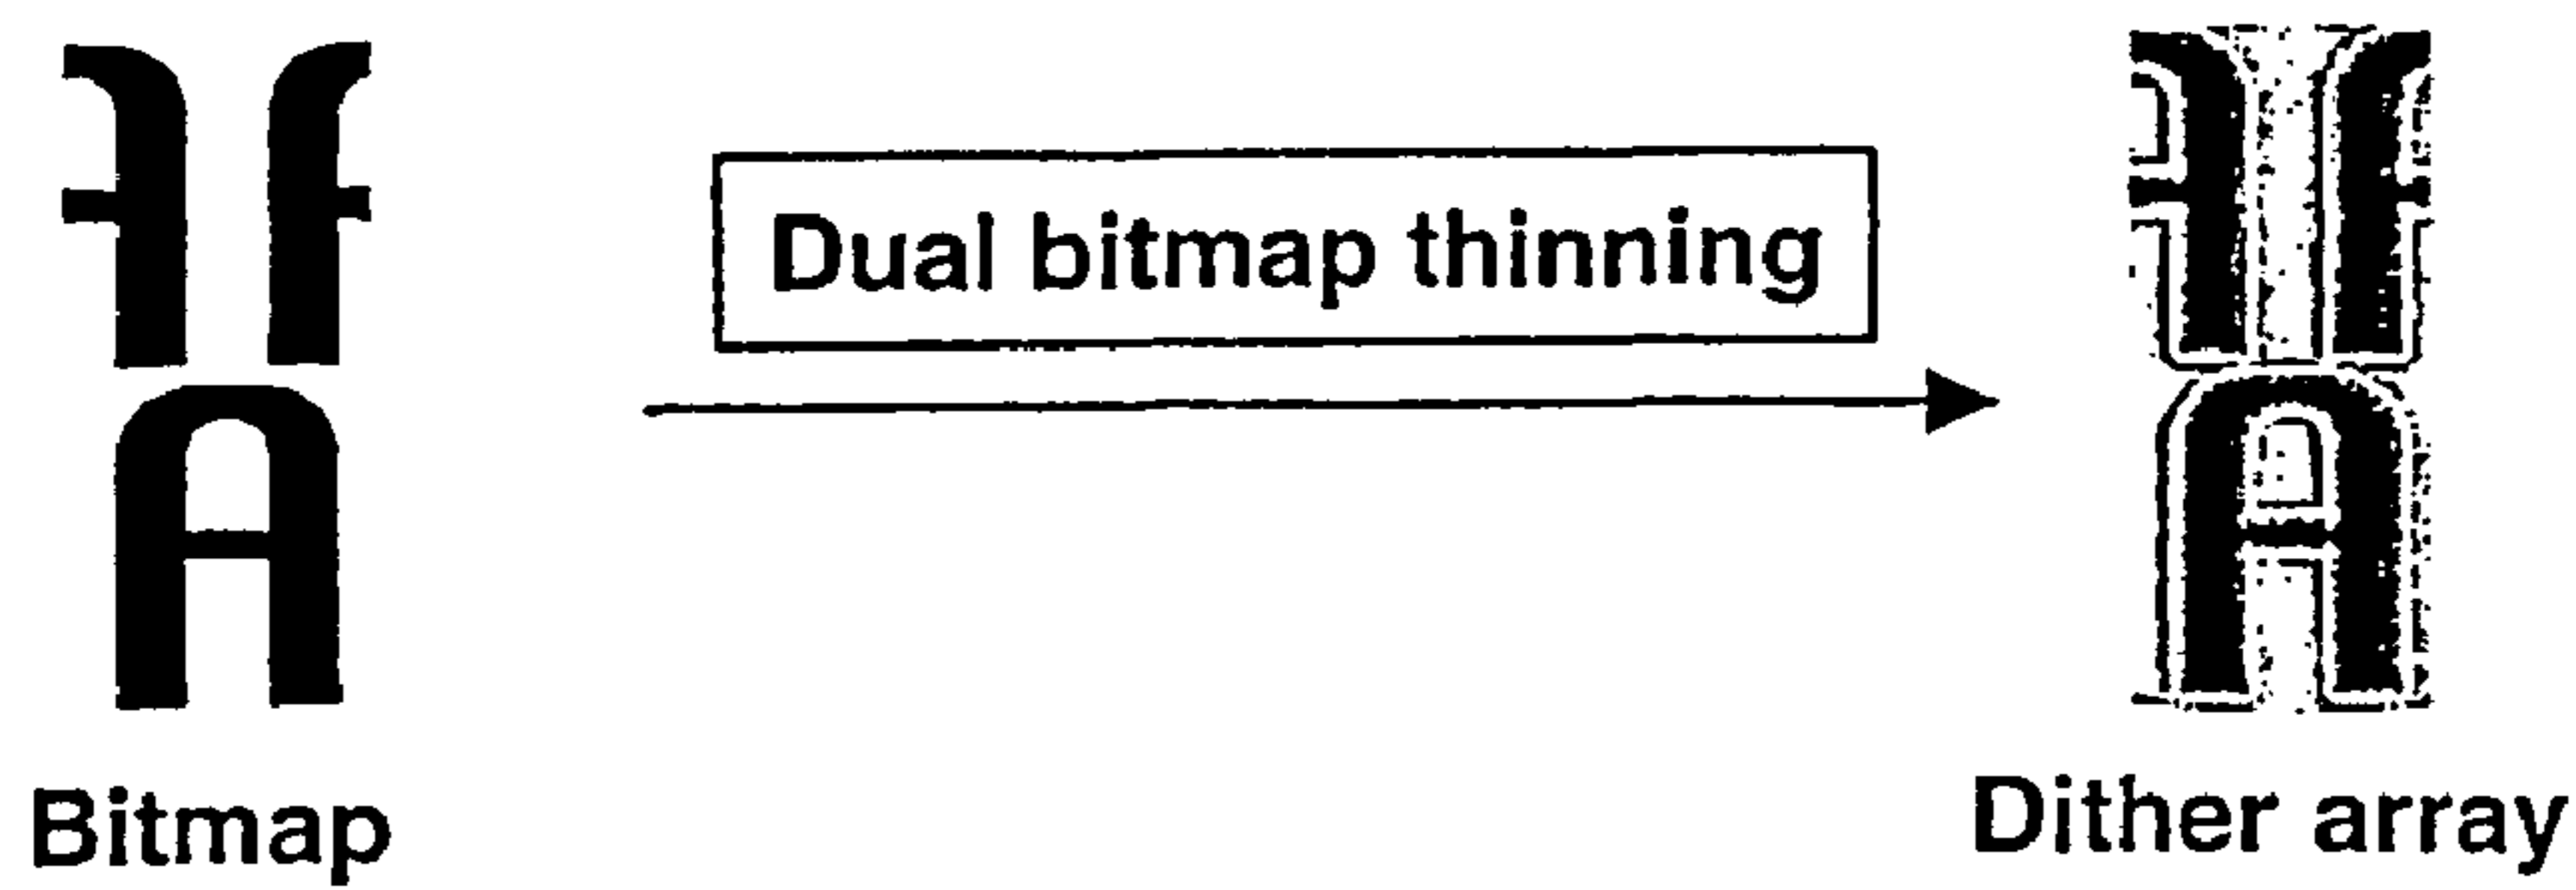 Dual bitmap thinning
A
A
Bitmap
Dither array